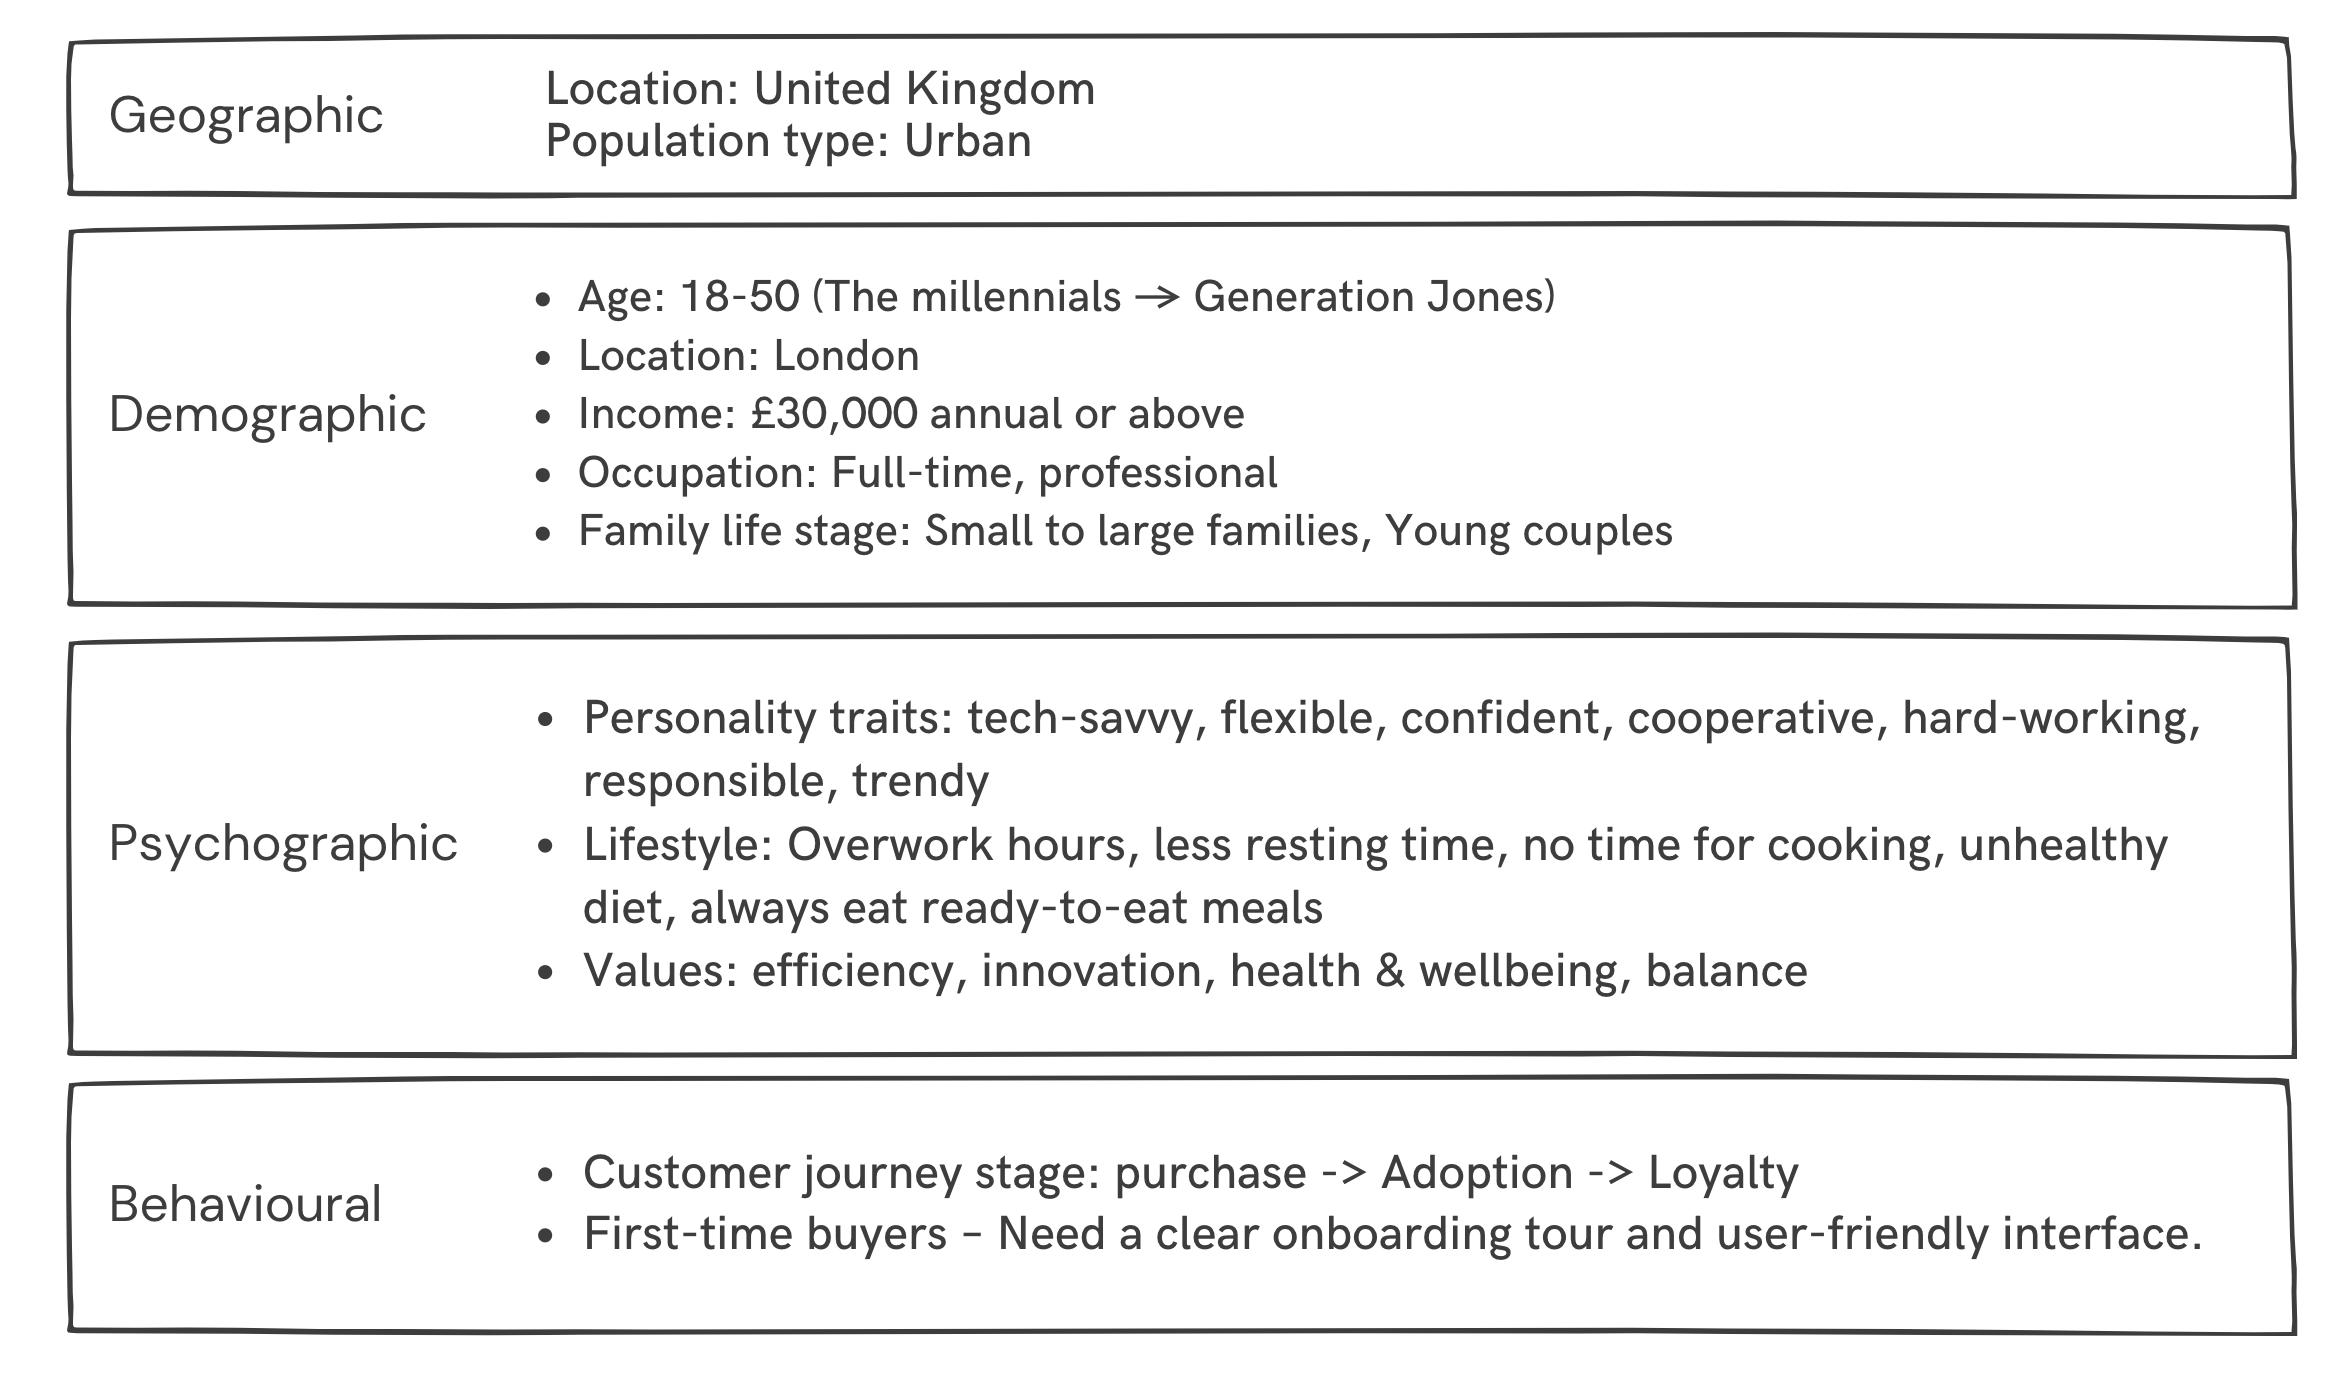 Geographic
Location: United Kingdom
Population type: Urban
Demographic
• Age: 18-50 (The millennials → Generation Jones)
• Location: London
• Income: £30,000 annual or above
• Occupation: Full-time, professional
• Family life stage: Small to large families, Young couples
Psychographic
• Personality traits: tech-savvy, flexible, confident, cooperative, hard-working,
responsible, trendy
• Lifestyle: Overwork hours, less resting time, no time for cooking, unhealthy
diet, always eat ready-to-eat meals
• Values: efficiency, innovation, health & wellbeing, balance
Behavioural
• Customer journey stage: purchase -> Adoption -> Loyalty
• First-time buyers – Need a clear onboarding tour and user-friendly interface.